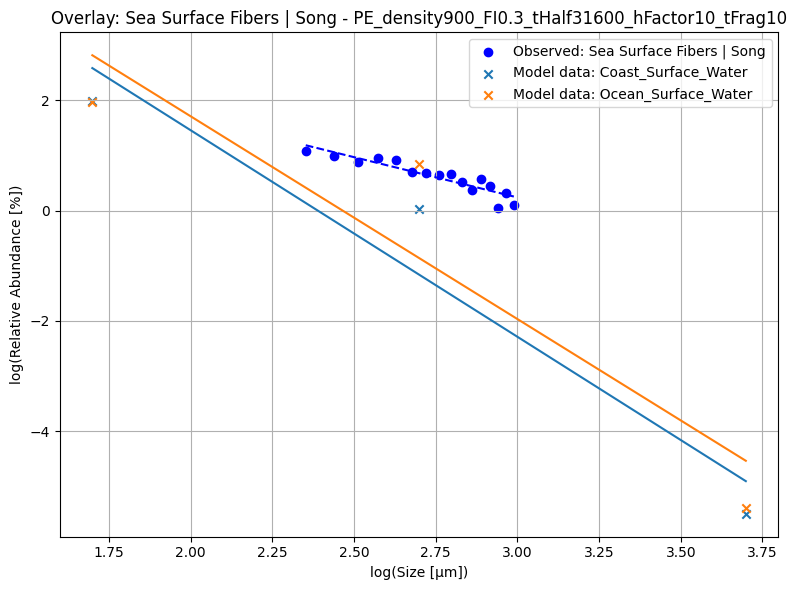 Overlay: Sea Surface Fibers | Song - PE_density900_FI0.3_tHalf31600_hFactor10_tFrag10
Observed: Sea Surface Fibers | Song
Model data: Coast_Surface_Water
Model data: Ocean_Surface_Water
log(Relative Abundance [%])
2
0
−2
−4
1.75
2.00
2.25
2.50
2.75
3.00
3.25
3.50
3.75
log(Size [µm])